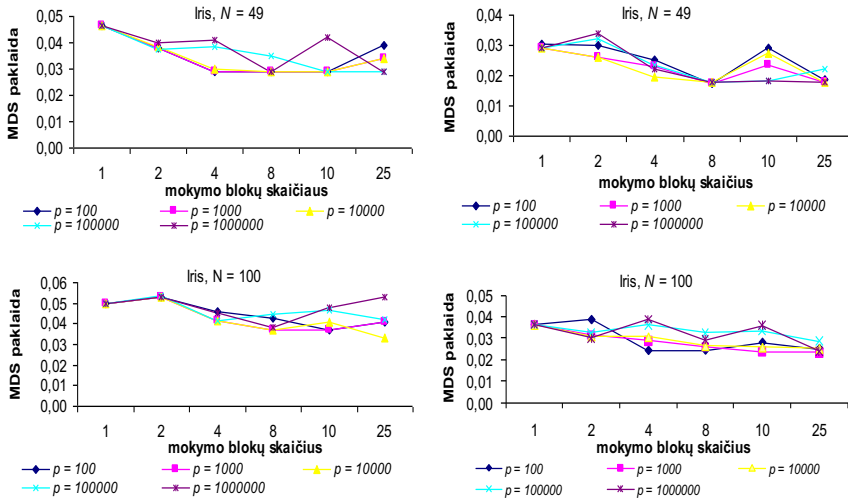 Iris, N = 49
MDS paklaida
0,05
0,04
0,03
0,02
0,01
0,00
1 2 4 8 10 25
mokymo blokų skaičiaus
p = 100 p = 1000 p = 10000
p = 100000 p = 1000000
Iris, N = 49
MDS paklaida
0,04
0,03
0,02
0,01
0,00
1 2 4 8 10 25
mokymo blokų skaičiaus
p = 100 p = 1000 p = 10000
p = 100000 p = 1000000
Iris, N = 100
MDS paklaida
0,06
0,05
0,04
0,03
0,02
0,01
0,00
1 2 4 8 10 25
mokymo blokų skaičius
p = 100 p = 1000 p = 10000
p = 100000 p = 1000000
Iris, N = 100
MDS paklaida
0,05
0,04
0,03
0,02
0,01
0,00
1 2 4 8 10 25
mokymo blokų skaičius
p = 100 p = 1000 p = 10000
p = 100000 p = 1000000